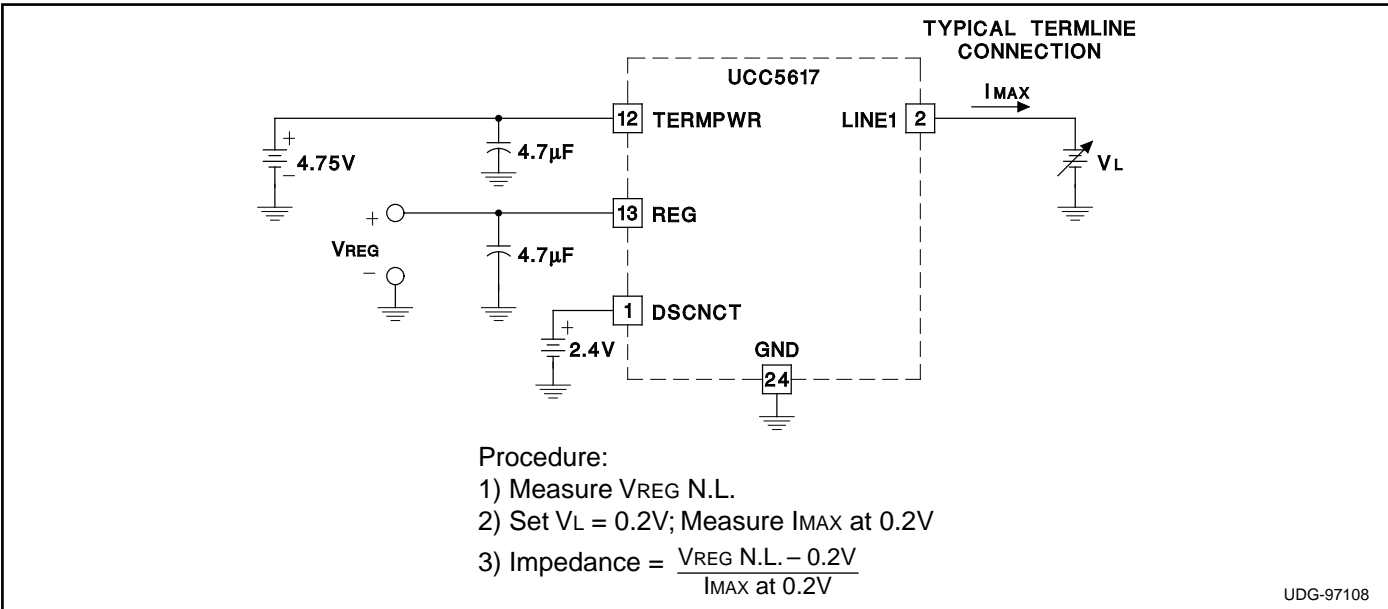 TYPICAL TERMLINE
CONNECTION
UCC5617
IMAX
12 TERMPWR
LINE1 2
+
4.75V
-
4.7µF
VL
+
13 REG
VREG
4.7µF
-
1 DSCNCT
+
2.4V
GND
24
Procedure:
1) Measure VREG N.L.
2) Set VL = 0.2V; Measure IMAX at 0.2V
3) Impedance = VREG N.L. – 0.2V
IMAX at 0.2V
UDG-97108